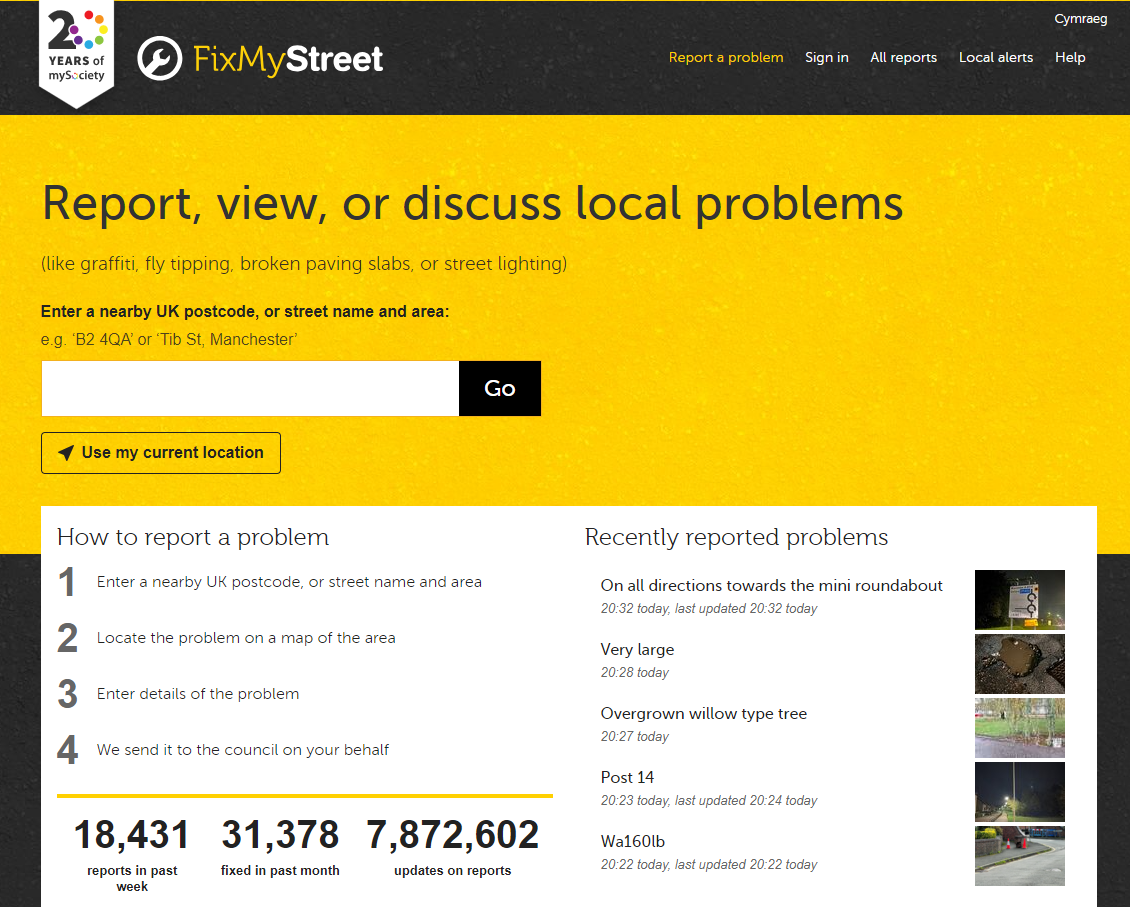 20
YEARS of
mySociety
FixMyStreet
Cymraeg
Report a problem
Sign in
All reports
Local alerts
Help
Report, view, or discuss local problems
(like graffiti, fly tipping, broken paving slabs, or street lighting)
Enter a nearby UK postcode, or street name and area:
e.g. ‘B2 4QA’ or ‘Tib St, Manchester’
Go
Use my current location
How to report a problem
1 Enter a nearby UK postcode, or street name and area
2 Locate the problem on a map of the area
3 Enter details of the problem
4 We send it to the council on your behalf
18,431
reports in past
week
31,378
fixed in past month
7,872,602
updates on reports
Recently reported problems
On all directions towards the mini roundabout
20:32 today, last updated 20:32 today
Very large
20:28 today
Overgrown willow type tree
20:27 today
Post 14
20:23 today, last updated 20:24 today
Wa160lb
20:22 today, last updated 20:22 today